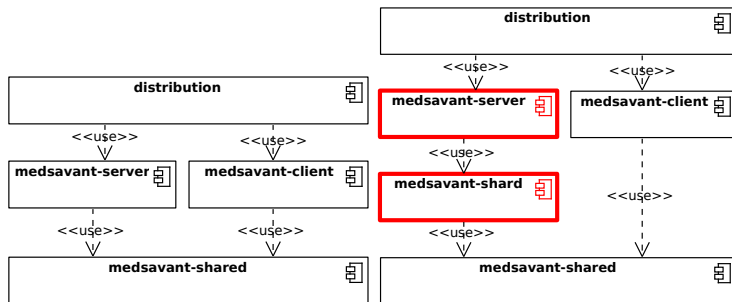 distribution
<<use>>
<<use>>
medsavant-server
medsavant-client
<<use>>
<<use>>
medsavant-shared
distribution
<<use>>
<<use>>
medsavant-server
medsavant-client
<<use>>
medsavant-shard
<<use>>
<<use>>
medsavant-shared